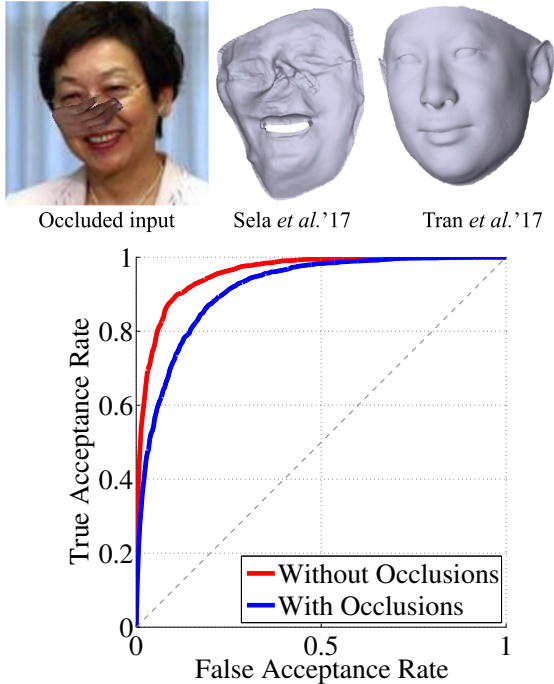 Occluded input
Sela et al.'17
Tran et al.'17
1
0.8
0.6
0.4
0.2
0
0
0.5
1
True Acceptance Rate
False Acceptance Rate
Without Occlusions
With Occlusions